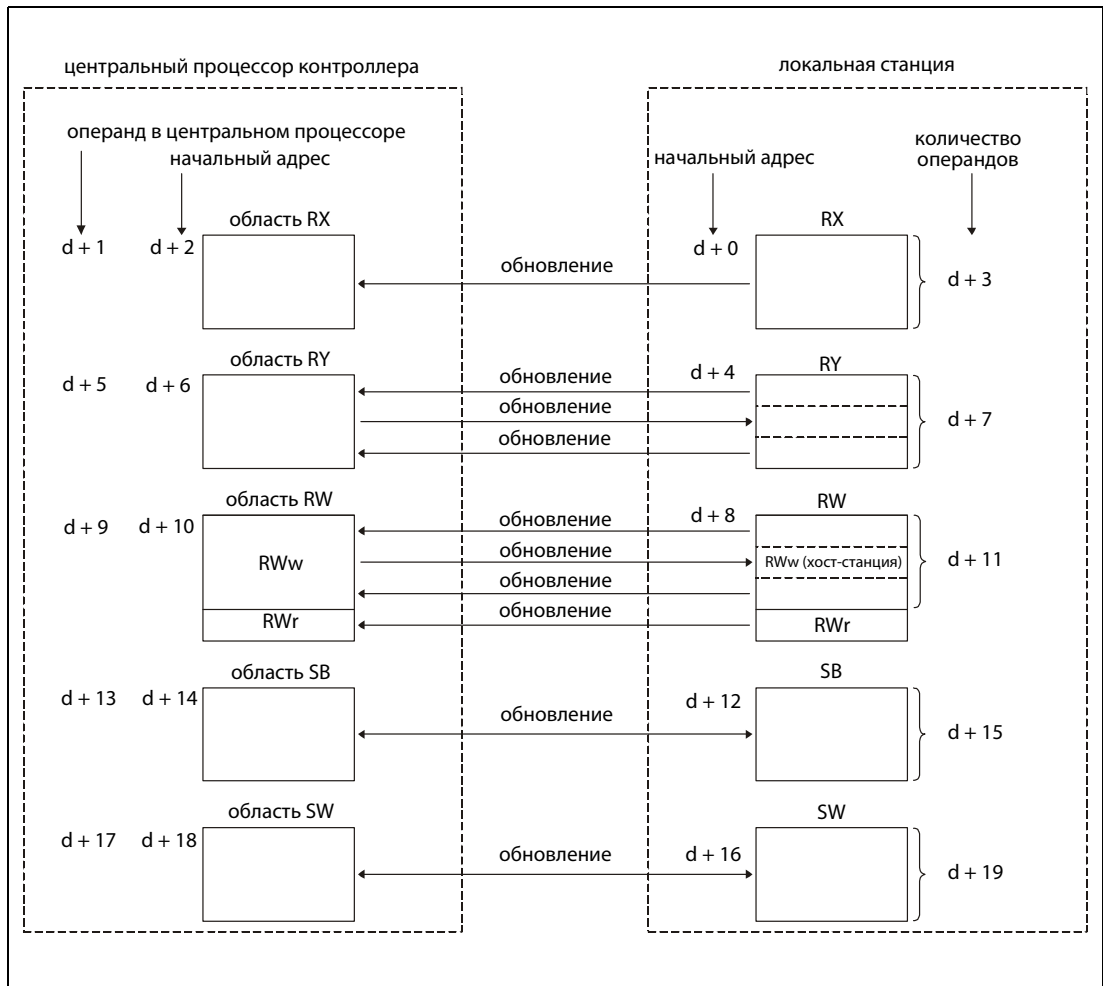 центральный процессор контроллера
локальная станция
операнд в центральном процессоре
начальный адрес
начальный адрес
количество
операндов
область RX
RX
d + 1
d + 2
обновление
d + 0
d + 3
область RY
RY
d + 5
d + 6
обновление
обновление
обновление
d + 4
d + 7
область RW
RW
d + 9
d + 10
RWw
RWr
обновление
обновление
обновление
обновление
d + 8
RWw (хост-станция)
RWr
d + 11
область SB
SB
d + 13
d + 14
обновление
d + 12
d + 15
область SW
SW
d + 17
d + 18
обновление
d + 16
d + 19